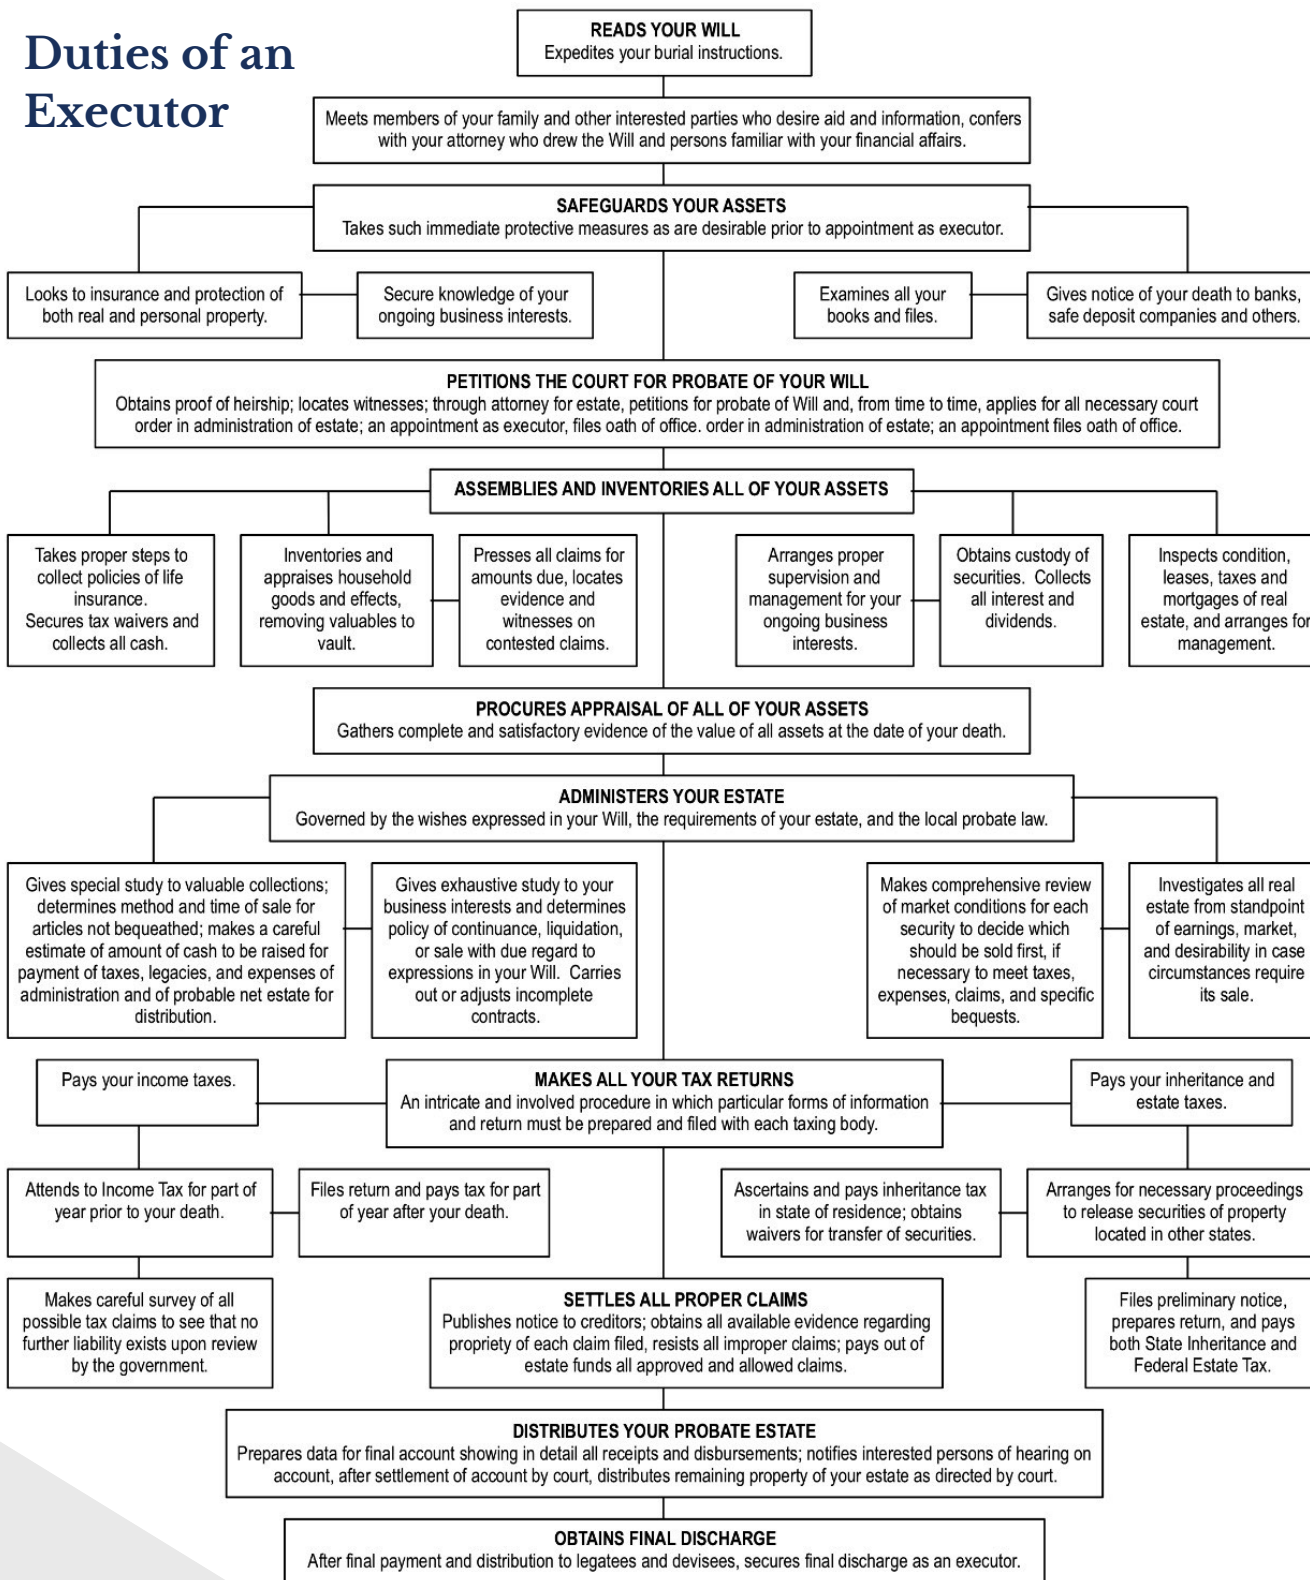 Duties of an
Executor
READS YOUR WILL
Expedites your burial instructions.
Meets members of your family and other interested parties who desire aid and information, confers
with your attorney who drew the Will and persons familiar with your financial affairs.
SAFEGUARDS YOUR ASSETS
Takes such immediate protective measures as are desirable prior to appointment as executor.
Looks to insurance and protection of
both real and personal property.
Secure knowledge of your
ongoing business interests.
Examines all your
books and files.
Gives notice of your death to banks,
safe deposit companies and others.
PETITIONS THE COURT FOR PROBATE OF YOUR WILL
Obtains proof of heirship; locates witnesses; through attorney for estate, petitions for probate of Will and, from time to time, applies for all necessary court
order in administration of estate; an appointment as executor, files oath of office. order in administration of estate; an appointment files oath of office.
ASSEMBLIES AND INVENTORIES ALL OF YOUR ASSETS
Takes proper steps to
collect policies of life
insurance.
Secures tax waivers and
collects all cash.
Inventories and
appraises household
goods and effects,
removing valuables to
vault.
Presses all claims for
amounts due, locates
evidence and
witnesses on
contested claims.
Arranges proper
supervision and
management for your
ongoing business
interests.
Obtains custody of
securities. Collects
all interest and
dividends.
Inspects condition,
leases, taxes and
mortgages of real
estate, and arranges for
management.
PROCURES APPRAISAL OF ALL OF YOUR ASSETS
Gathers complete and satisfactory evidence of the value of all assets at the date of your death.
ADMINISTERS YOUR ESTATE
Governed by the wishes expressed in your Will, the requirements of your estate, and the local probate law.
Gives special study to valuable collections;
determines method and time of sale for
articles not bequeathed; makes a careful
estimate of amount of cash to be raised for
payment of taxes, legacies, and expenses of
administration and of probable net estate for
distribution.
Gives exhaustive study to your
business interests and determines
policy of continuance, liquidation,
or sale with due regard to
expressions in your Will. Carries
out or adjusts incomplete
contracts.
Makes comprehensive review
of market conditions for each
security to decide which
should be sold first, if
necessary to meet taxes,
expenses, claims, and specific
bequests.
Investigates all real
estate from standpoint
of earnings, market,
and desirability in case
circumstances require
its sale.
Pays your income taxes.
MAKES ALL YOUR TAX RETURNS
An intricate and involved procedure in which particular forms of information
and return must be prepared and filed with each taxing body.
Pays your inheritance and
estate taxes.
Attends to Income Tax for part of
year prior to your death.
Files return and pays tax for part
of year after your death.
Ascertains and pays inheritance tax
in state of residence; obtains
waivers for transfer of securities.
Arranges for necessary proceedings
to release securities of property
located in other states.
Makes careful survey of all
possible tax claims to see that no
further liability exists upon review
by the government.
SETTLES ALL PROPER CLAIMS
Publishes notice to creditors; obtains all available evidence regarding
propriety of each claim filed, resists all improper claims; pays out of
estate funds all approved and allowed claims.
Files preliminary notice,
prepares return, and pays
both State Inheritance and
Federal Estate Tax.
DISTRIBUTES YOUR PROBATE ESTATE
Prepares data for final account showing in detail all receipts and disbursements; notifies interested persons of hearing on
account, after settlement of account by court, distributes remaining property of your estate as directed by court.
OBTAINS FINAL DISCHARGE
After final payment and distribution to legatees and devisees, secures final discharge as an executor.